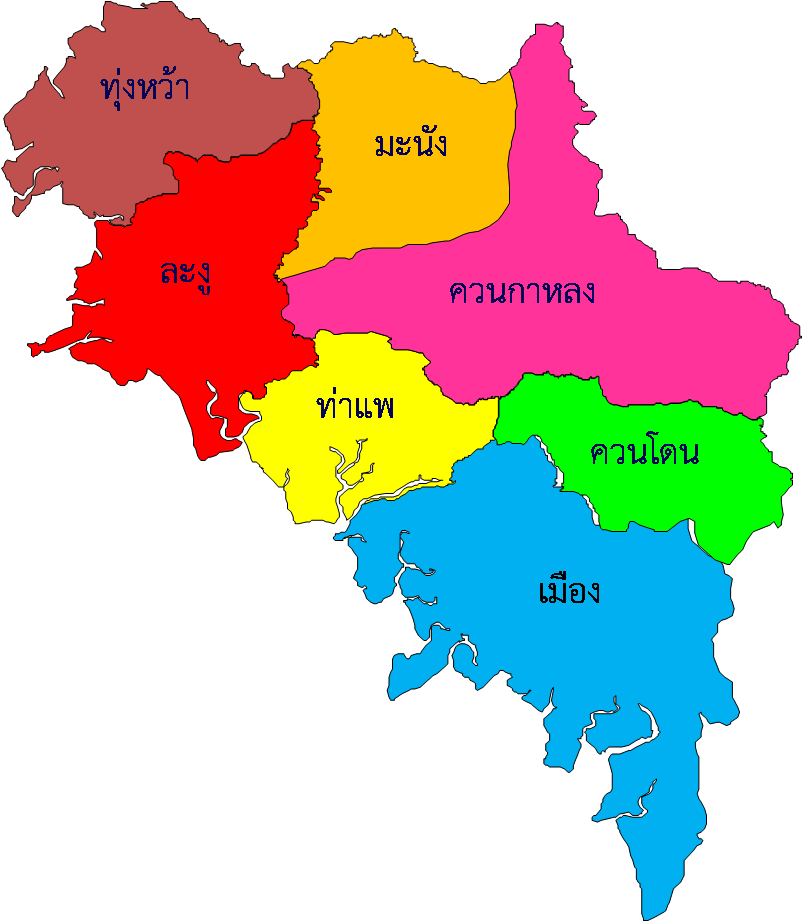 ทุ่งหว้า
มะนัง
ละงู
ควนกาหลง
ท่าแพ
ควนโดน
เมือง